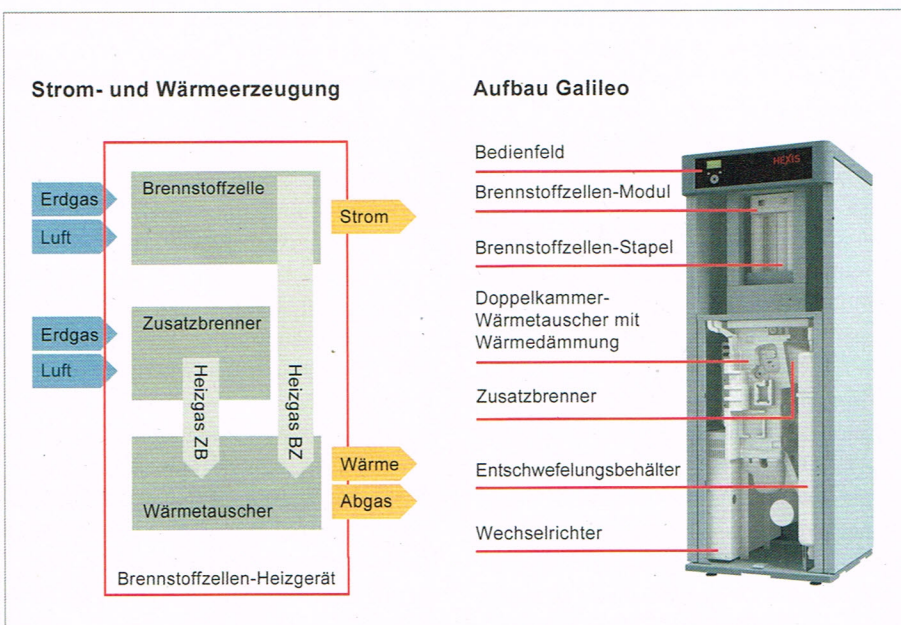 Strom- und Wärmeerzeugung
Erdgas
Luft
Brennstoffzelle
Strom
Erdgas
Luft
Zusatzbrenner
Heizgas ZB
Heizgas BZ
Wärmetauscher
Wärme
Abgas
Brennstoffzellen-Heizgerät
Aufbau Galileo
Bedienfeld
Brennstoffzellen-Modul
Brennstoffzellen-Stapel
Doppelkammer-
Wärmetauscher mit
Wärmedämmung
Zusatzbrenner
Entschwefelungsbehälter
Wechselrichter
HEXIS